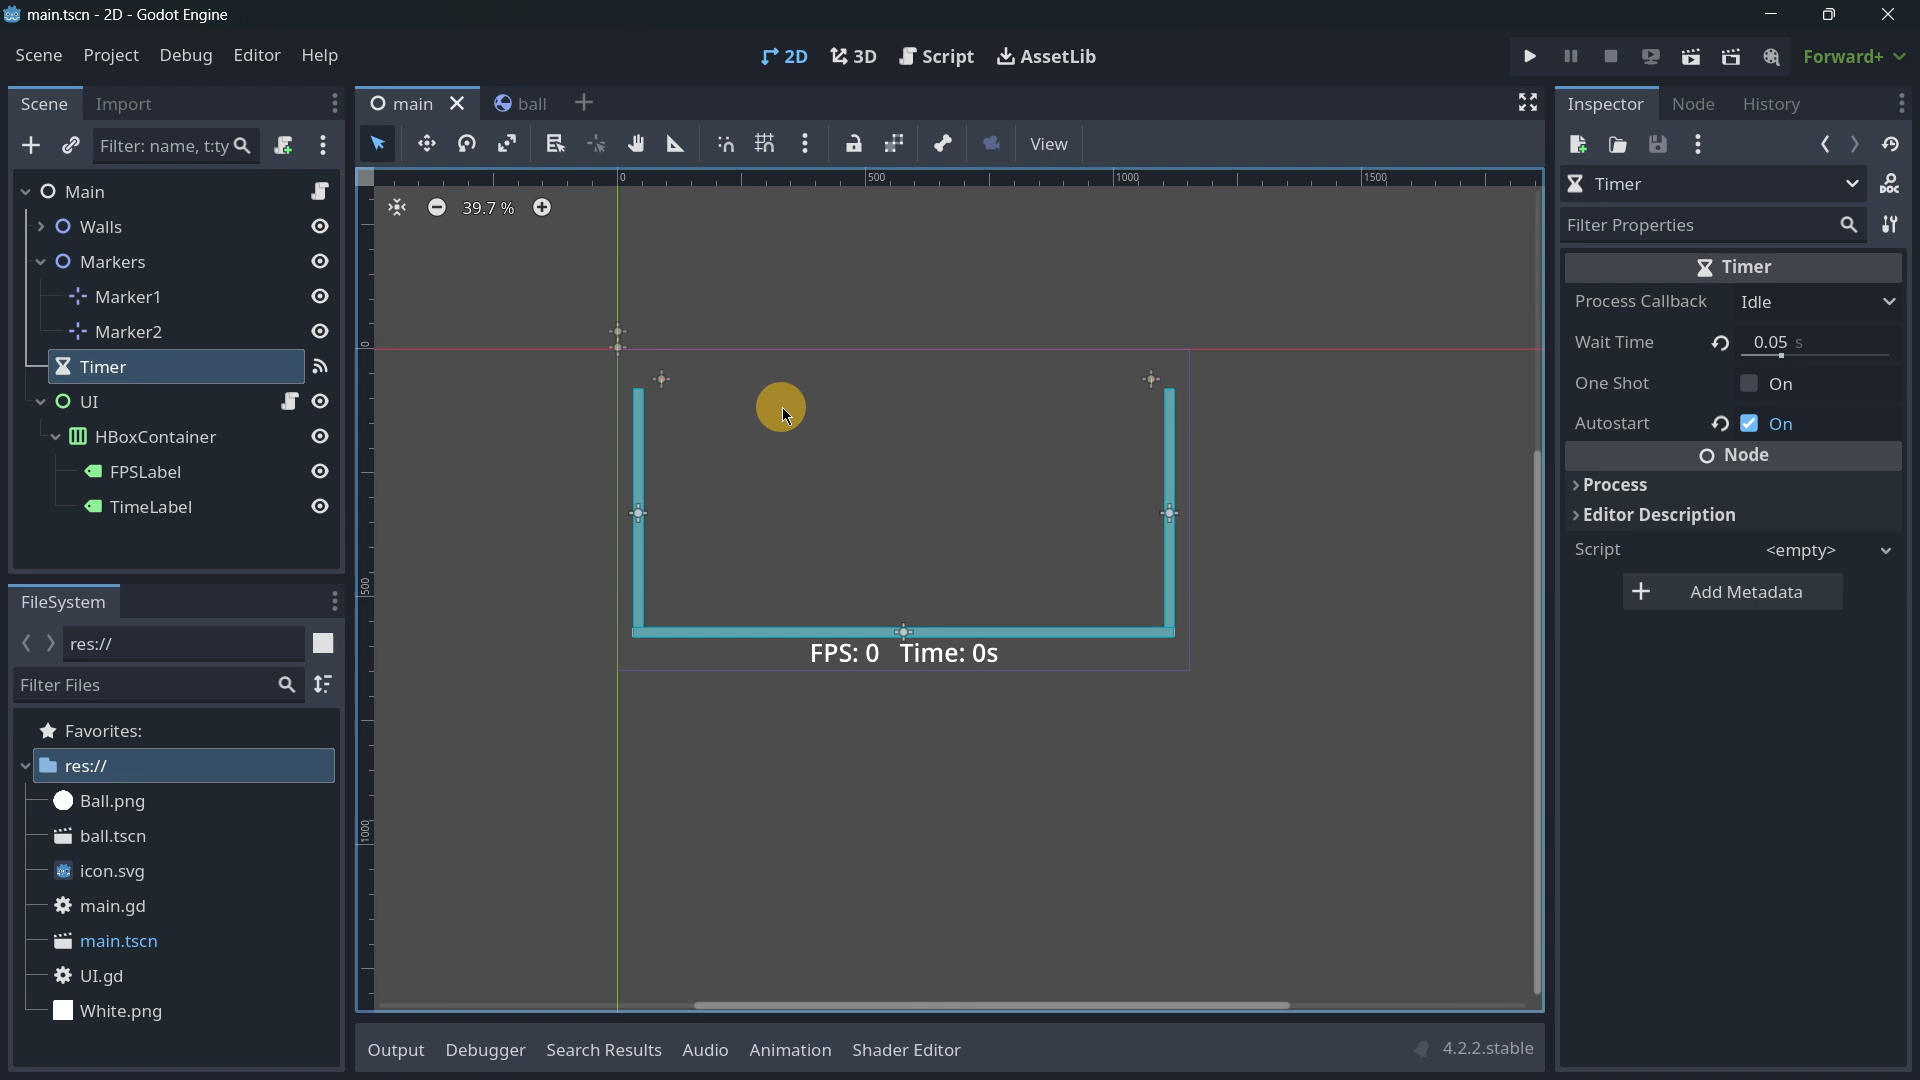 main.tscn - 2D - Godot Engine
Scene Project Debug Editor Help
2D 3D Script AssetLib
Forward+
Scene Import
main ball
Inspector Node History
Filter: name, t:ty
View
Timer
Filter Properties
Main
Walls
Markers
Marker1
Marker2
Timer
UI
HBoxContainer
FPSLabel
TimeLabel
0 500 1000 1500
39.7 %
0
500
1000
FPS: 0 Time: 0s
Timer
Process Callback Idle
Wait Time 0.05 s
One Shot On
Autostart On
Node
Process
Editor Description
Script <empty>
Add Metadata
FileSystem
res://
Filter Files
Favorites:
res://
Ball.png
ball.tscn
icon.svg
main.gd
main.tscn
UI.gd
White.png
Output Debugger Search Results Audio Animation Shader Editor
4.2.2.stable